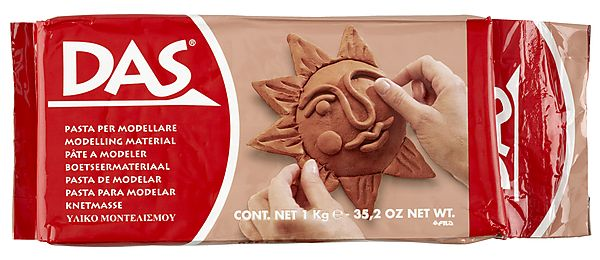 DAS®
PASTA PER MODELLARE
MODELLING MATERIAL
PÂTE A MODELER
BOETSEERMATERIAAL
PASTA DE MODELAR
PASTA PARA MODELAR
KNETMASSE
ΥΛΙΚΟ ΜΟΝΤΕΛΙΣΜΟΥ
CONT. NET 1 Kg ℮ - 35,2 OZ NET WT.
FILA